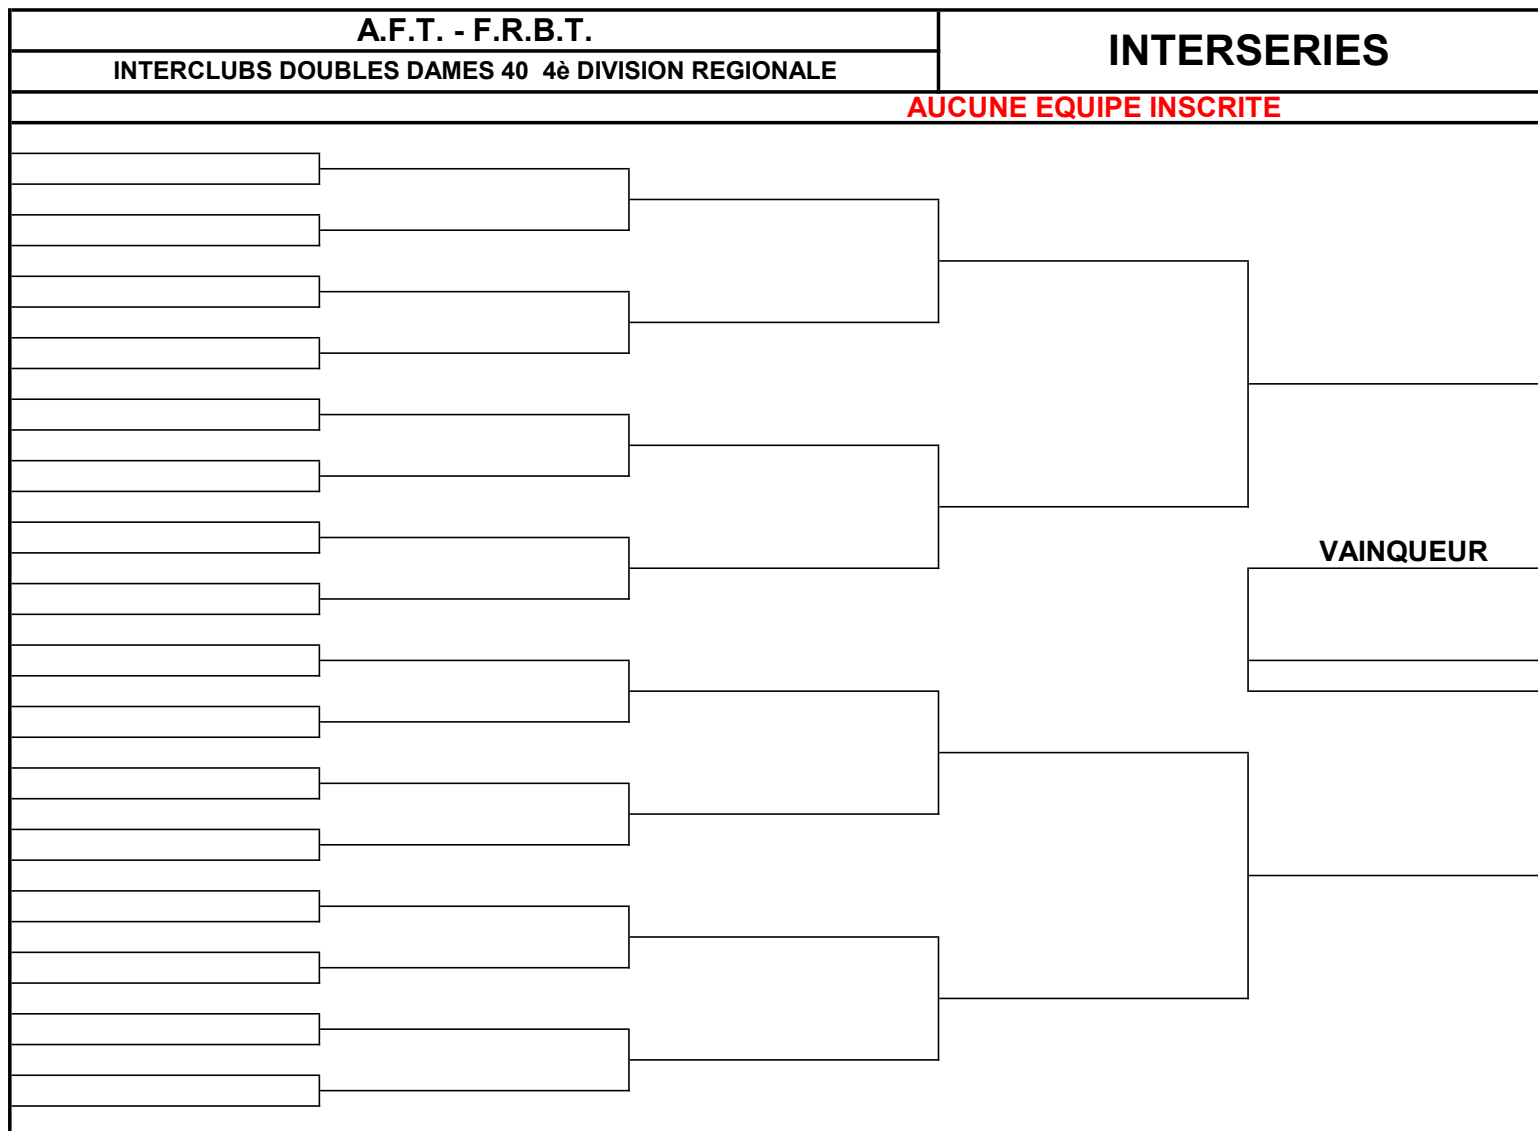 A.F.T. - F.R.B.T.
INTERCLUBS DOUBLES DAMES 40  4è DIVISION REGIONALE
INTERSERIES
AUCUNE EQUIPE INSCRITE
VAINQUEUR